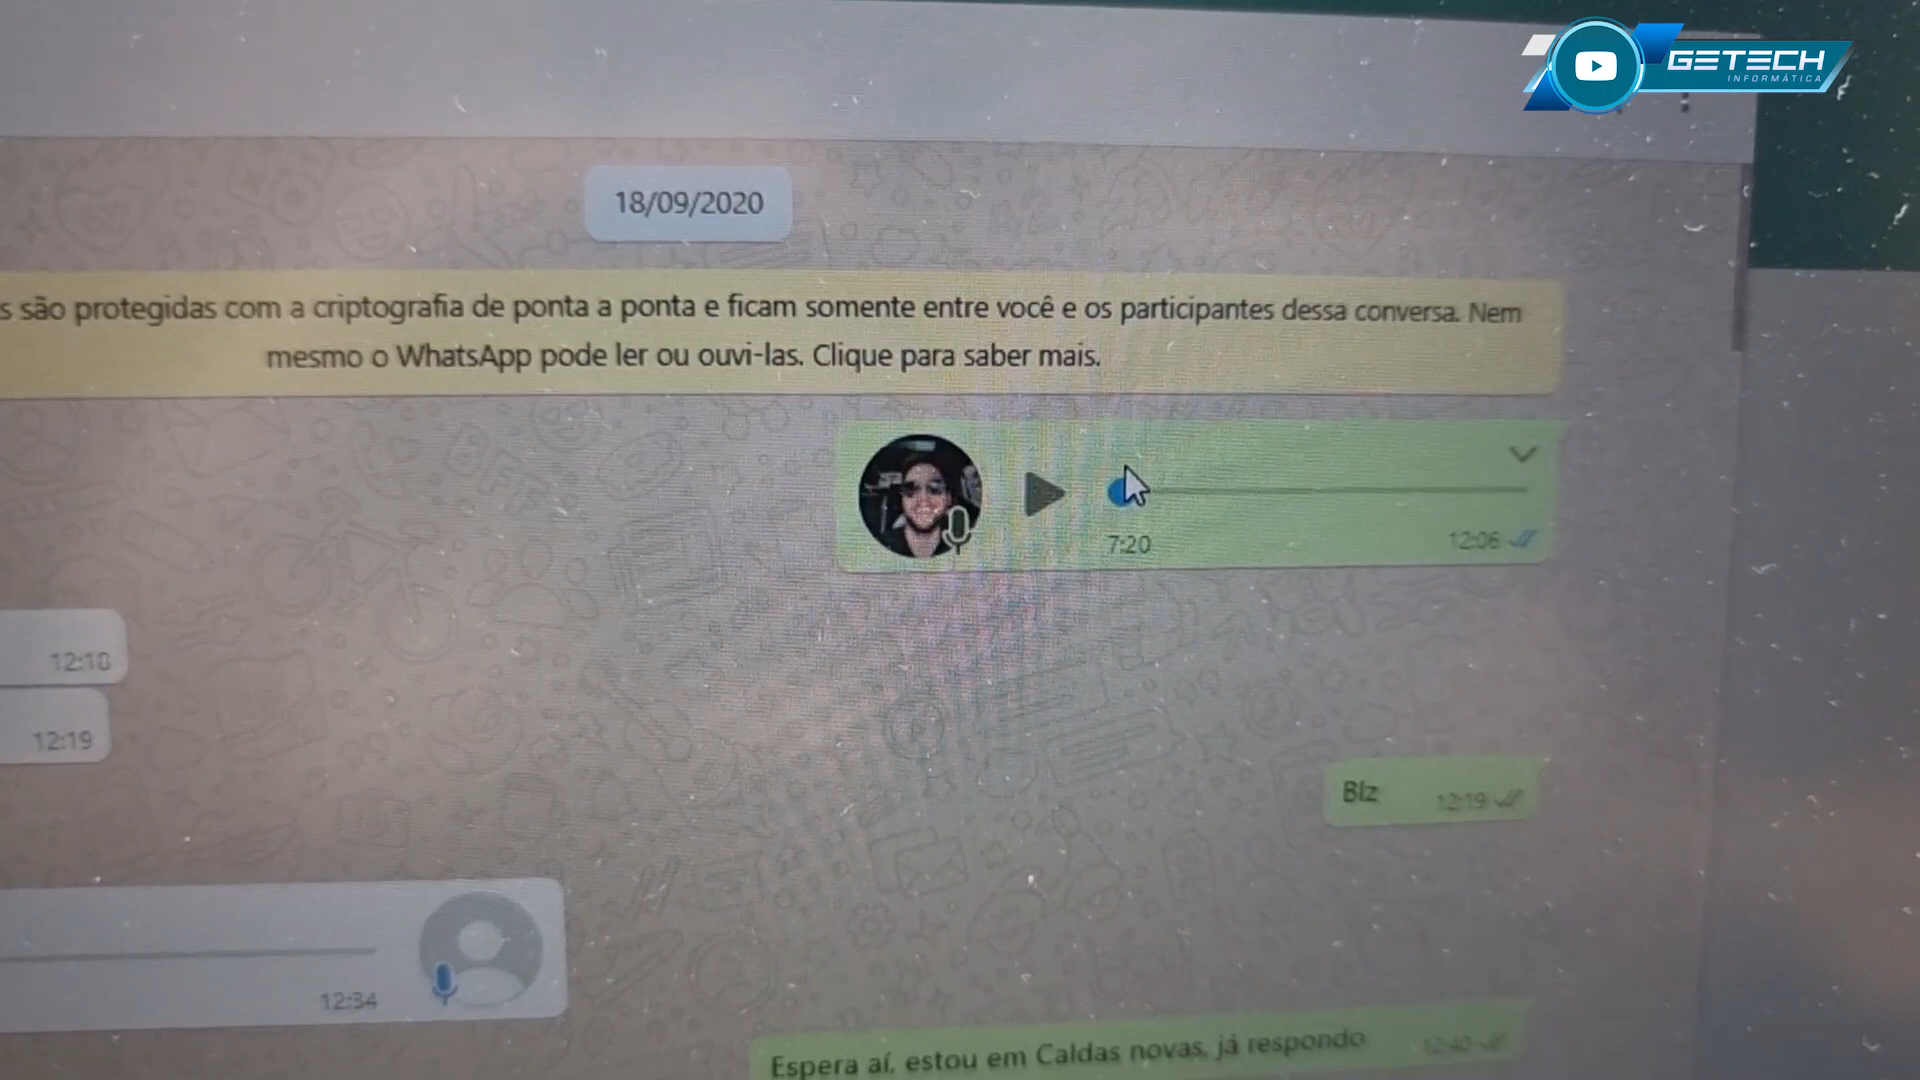 GETECH
INFORMÁTICA
18/09/2020
s são protegidas com a criptografia de ponta a ponta e ficam somente entre você e os participantes dessa conversa. Nem
mesmo o WhatsApp pode ler ou ouvi-las. Clique para saber mais.
7:20
12:06
12:10
12:19
Blz
12:19
12:34
Espera aí, estou em Caldas novas, já respondo
12:40